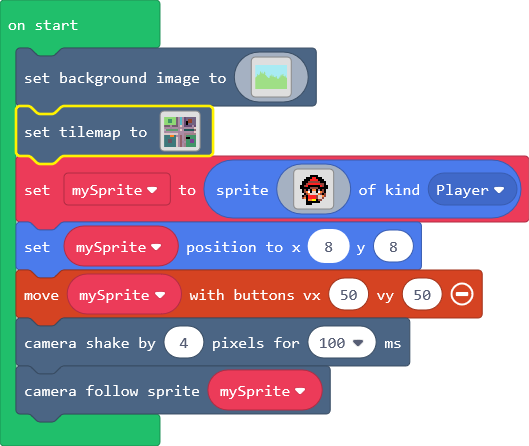 on start
set background image to
set tilemap to
set mySprite to sprite of kind Player
set mySprite position to x 8 y 8
move mySprite with buttons vx 50 vy 50
camera shake by 4 pixels for 100 ms
camera follow sprite mySprite